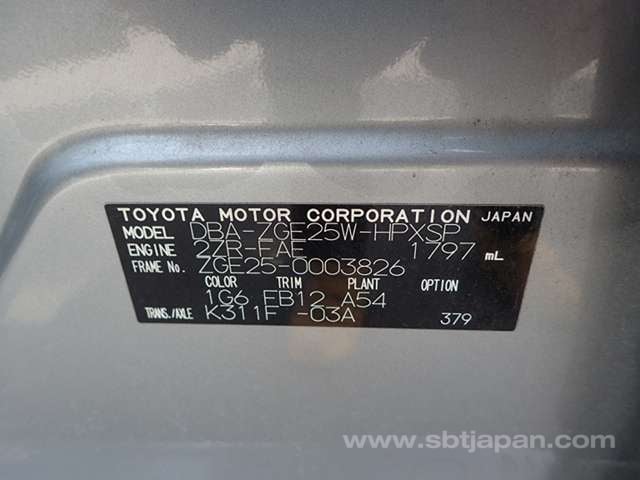 TOYOTA MOTOR CORPORATION JAPAN
MODEL DBA-ZGE25W-HPXSP
ENGINE 2ZR-FAE 1797 mL
FRAME No. ZGE25-0003826
COLOR TRIM PLANT OPTION
1G6 FB12 A54
TRANS./AXLE K311F -03A 379
www.sbtjapan.com